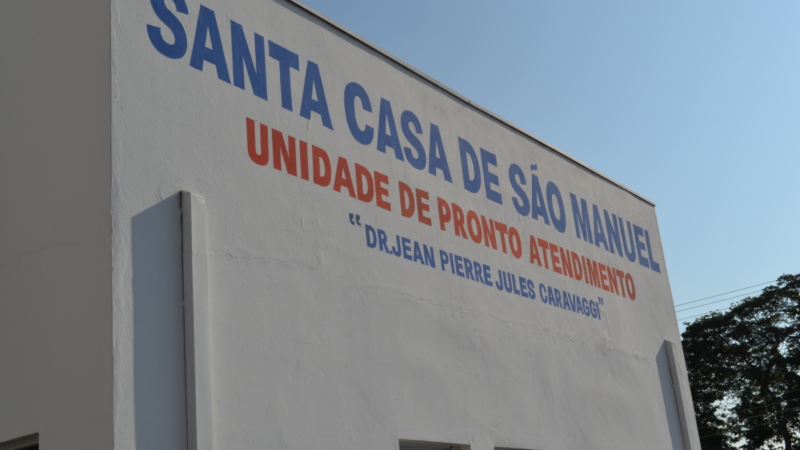 SANTA CASA DE SÃO MANUEL
UNIDADE DE PRONTO ATENDIMENTO
“DR.JEAN PIERRE JULES CARAVAGGI”